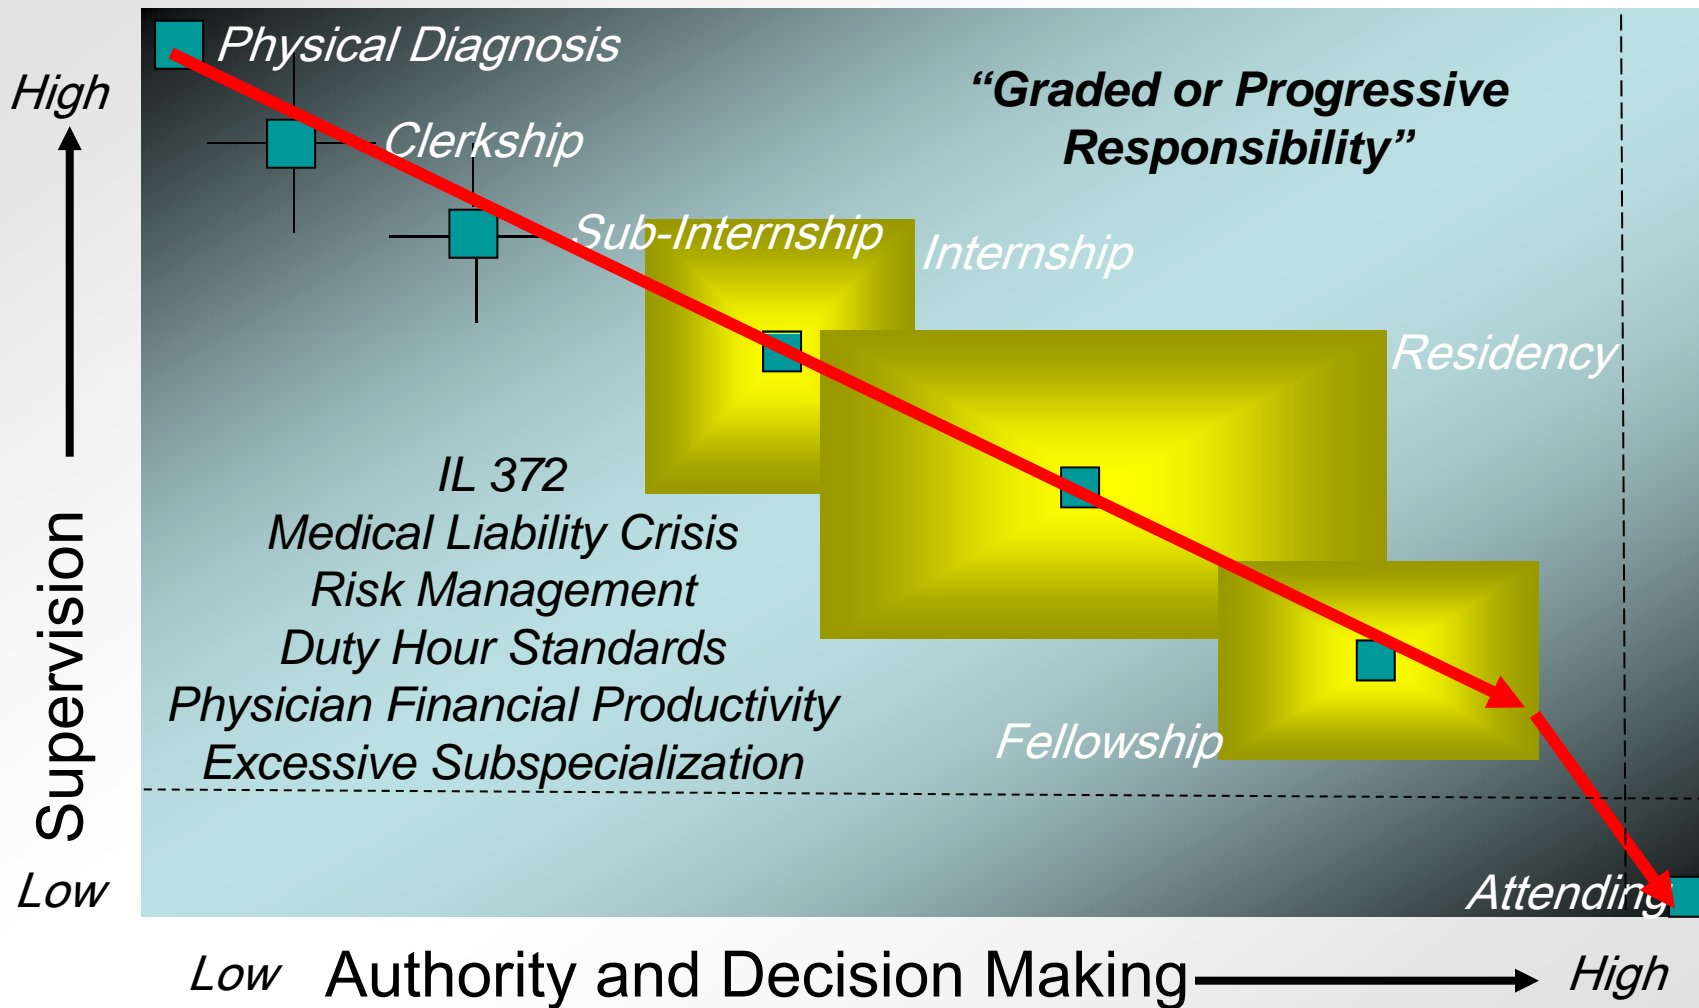 Physical Diagnosis
High
"Graded or Progressive
Responsibility"
Clerkship
Sub-Internship
Internship
Residency
IL 372
Medical Liability Crisis
Risk Management
Duty Hour Standards
Physician Financial Productivity
Excessive Subspecialization
Fellowship
Supervision
Low
Attending
Low
Authority and Decision Making
High